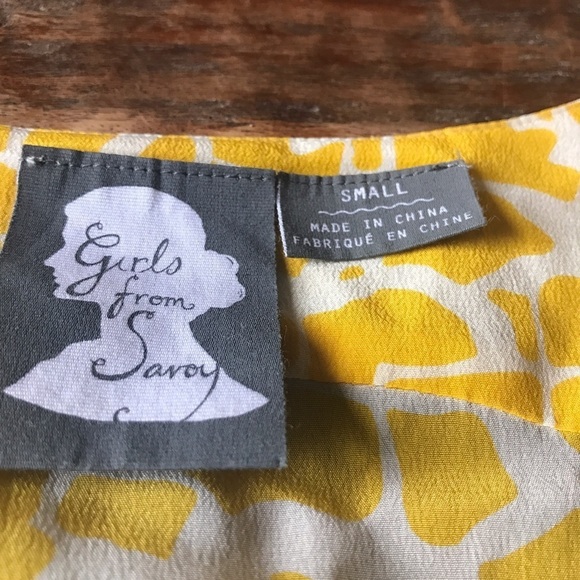 Girls
from
Savoy
SMALL
MADE IN CHINA
FABRIQUÉ EN CHINE